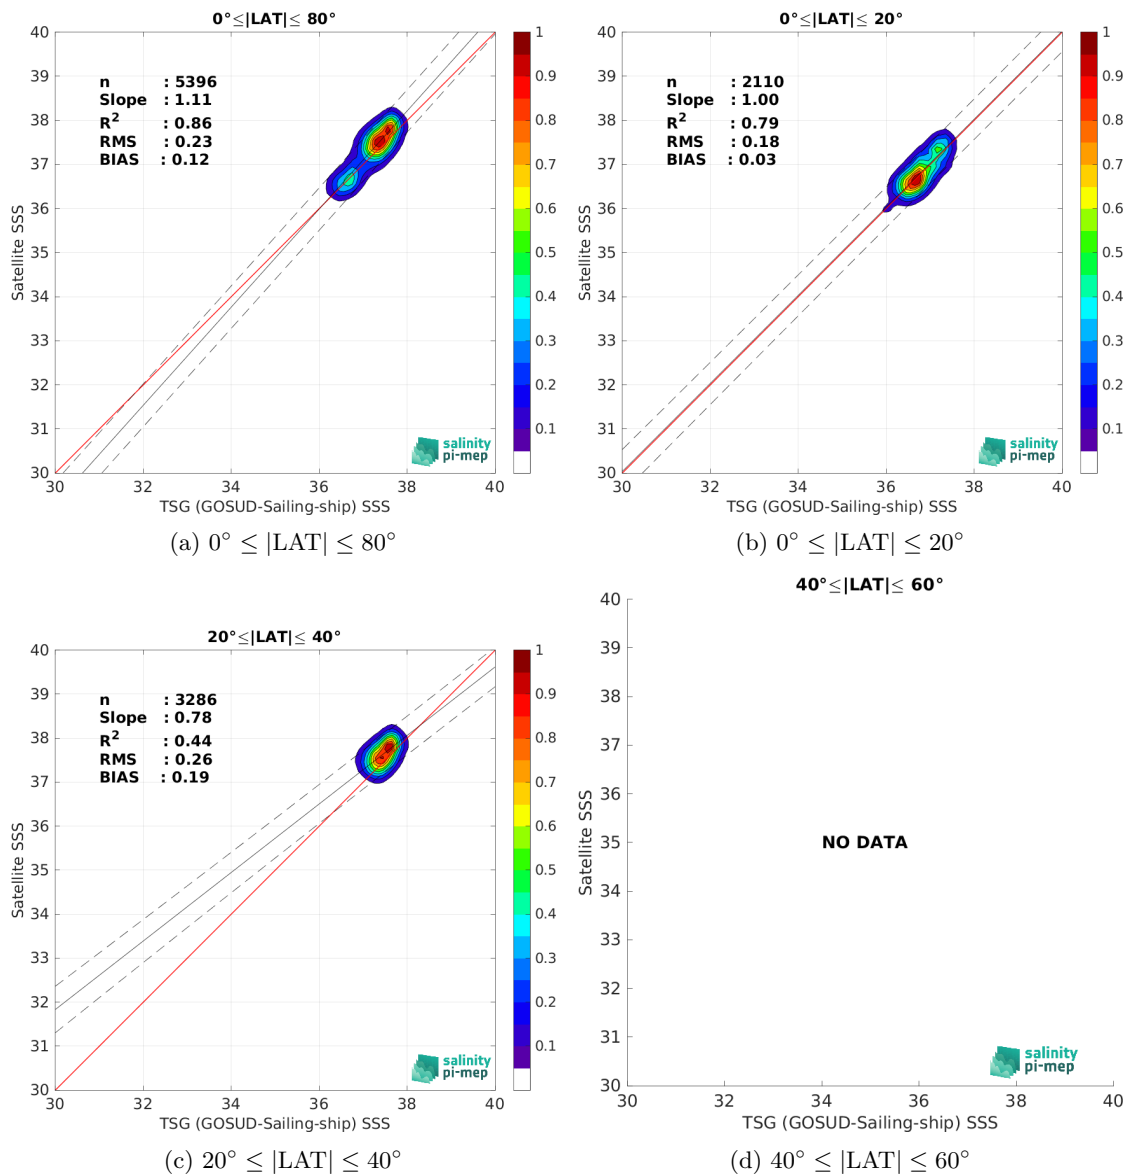 0°≤|LAT|≤ 80°
40
39
38
37
36
35
34
33
32
31
30
30 32 34 36 38 40
Satellite SSS
TSG (GOSUD-Sailing-ship) SSS
n : 5396
Slope : 1.11
R2 : 0.86
RMS : 0.23
BIAS : 0.12
1
0.9
0.8
0.7
0.6
0.5
0.4
0.3
0.2
0.1
salinity
pi-mep
(a) 0° ≤ |LAT| ≤ 80°
0°≤|LAT|≤ 20°
40
39
38
37
36
35
34
33
32
31
30
30 32 34 36 38 40
Satellite SSS
TSG (GOSUD-Sailing-ship) SSS
n : 2110
Slope : 1.00
R2 : 0.79
RMS : 0.18
BIAS : 0.03
1
0.9
0.8
0.7
0.6
0.5
0.4
0.3
0.2
0.1
salinity
pi-mep
(b) 0° ≤ |LAT| ≤ 20°
20°≤|LAT|≤ 40°
40
39
38
37
36
35
34
33
32
31
30
30 32 34 36 38 40
Satellite SSS
TSG (GOSUD-Sailing-ship) SSS
n : 3286
Slope : 0.78
R2 : 0.44
RMS : 0.26
BIAS : 0.19
1
0.9
0.8
0.7
0.6
0.5
0.4
0.3
0.2
0.1
salinity
pi-mep
(c) 20° ≤ |LAT| ≤ 40°
40°≤|LAT|≤ 60°
40
39
38
37
36
35
34
33
32
31
30
30 32 34 36 38 40
Satellite SSS
TSG (GOSUD-Sailing-ship) SSS
NO DATA
salinity
pi-mep
(d) 40° ≤ |LAT| ≤ 60°